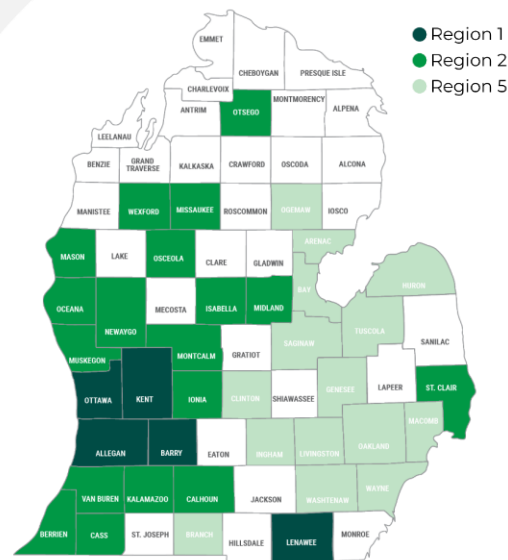 Region 1
Region 2
Region 5
EMMET
CHEBOYGAN
PRESQUE ISLE
CHARLEVOIX
ANTRIM
OTSEGO
MONTMORENCY
ALPENA
LEELANAU
BENZIE
GRAND
TRAVERSE
KALKASKA
CRAWFORD
OSCODA
ALCONA
MANISTEE
WEXFORD
MISSAUKEE
ROSCOMMON
OGEMAW
IOSCO
ARENAC
MASON
LAKE
OSCEOLA
CLARE
GLADWIN
BAY
HURON
OCEANA
NEWAYGO
MECOSTA
ISABELLA
MIDLAND
TUSCOLA
SAGINAW
SANILAC
MUSKEGON
MONTCALM
GRATIOT
OTTAWA
KENT
IONIA
CLINTON
SHIAWASSEE
GENESEE
LAPEER
ST. CLAIR
MACOMB
ALLEGAN
BARRY
EATON
INGHAM
LIVINGSTON
OAKLAND
VAN BUREN
KALAMAZOO
CALHOUN
JACKSON
WASHTENAW
WAYNE
BERRIEN
CASS
ST. JOSEPH
BRANCH
HILLSDALE
LENAWEE
MONROE